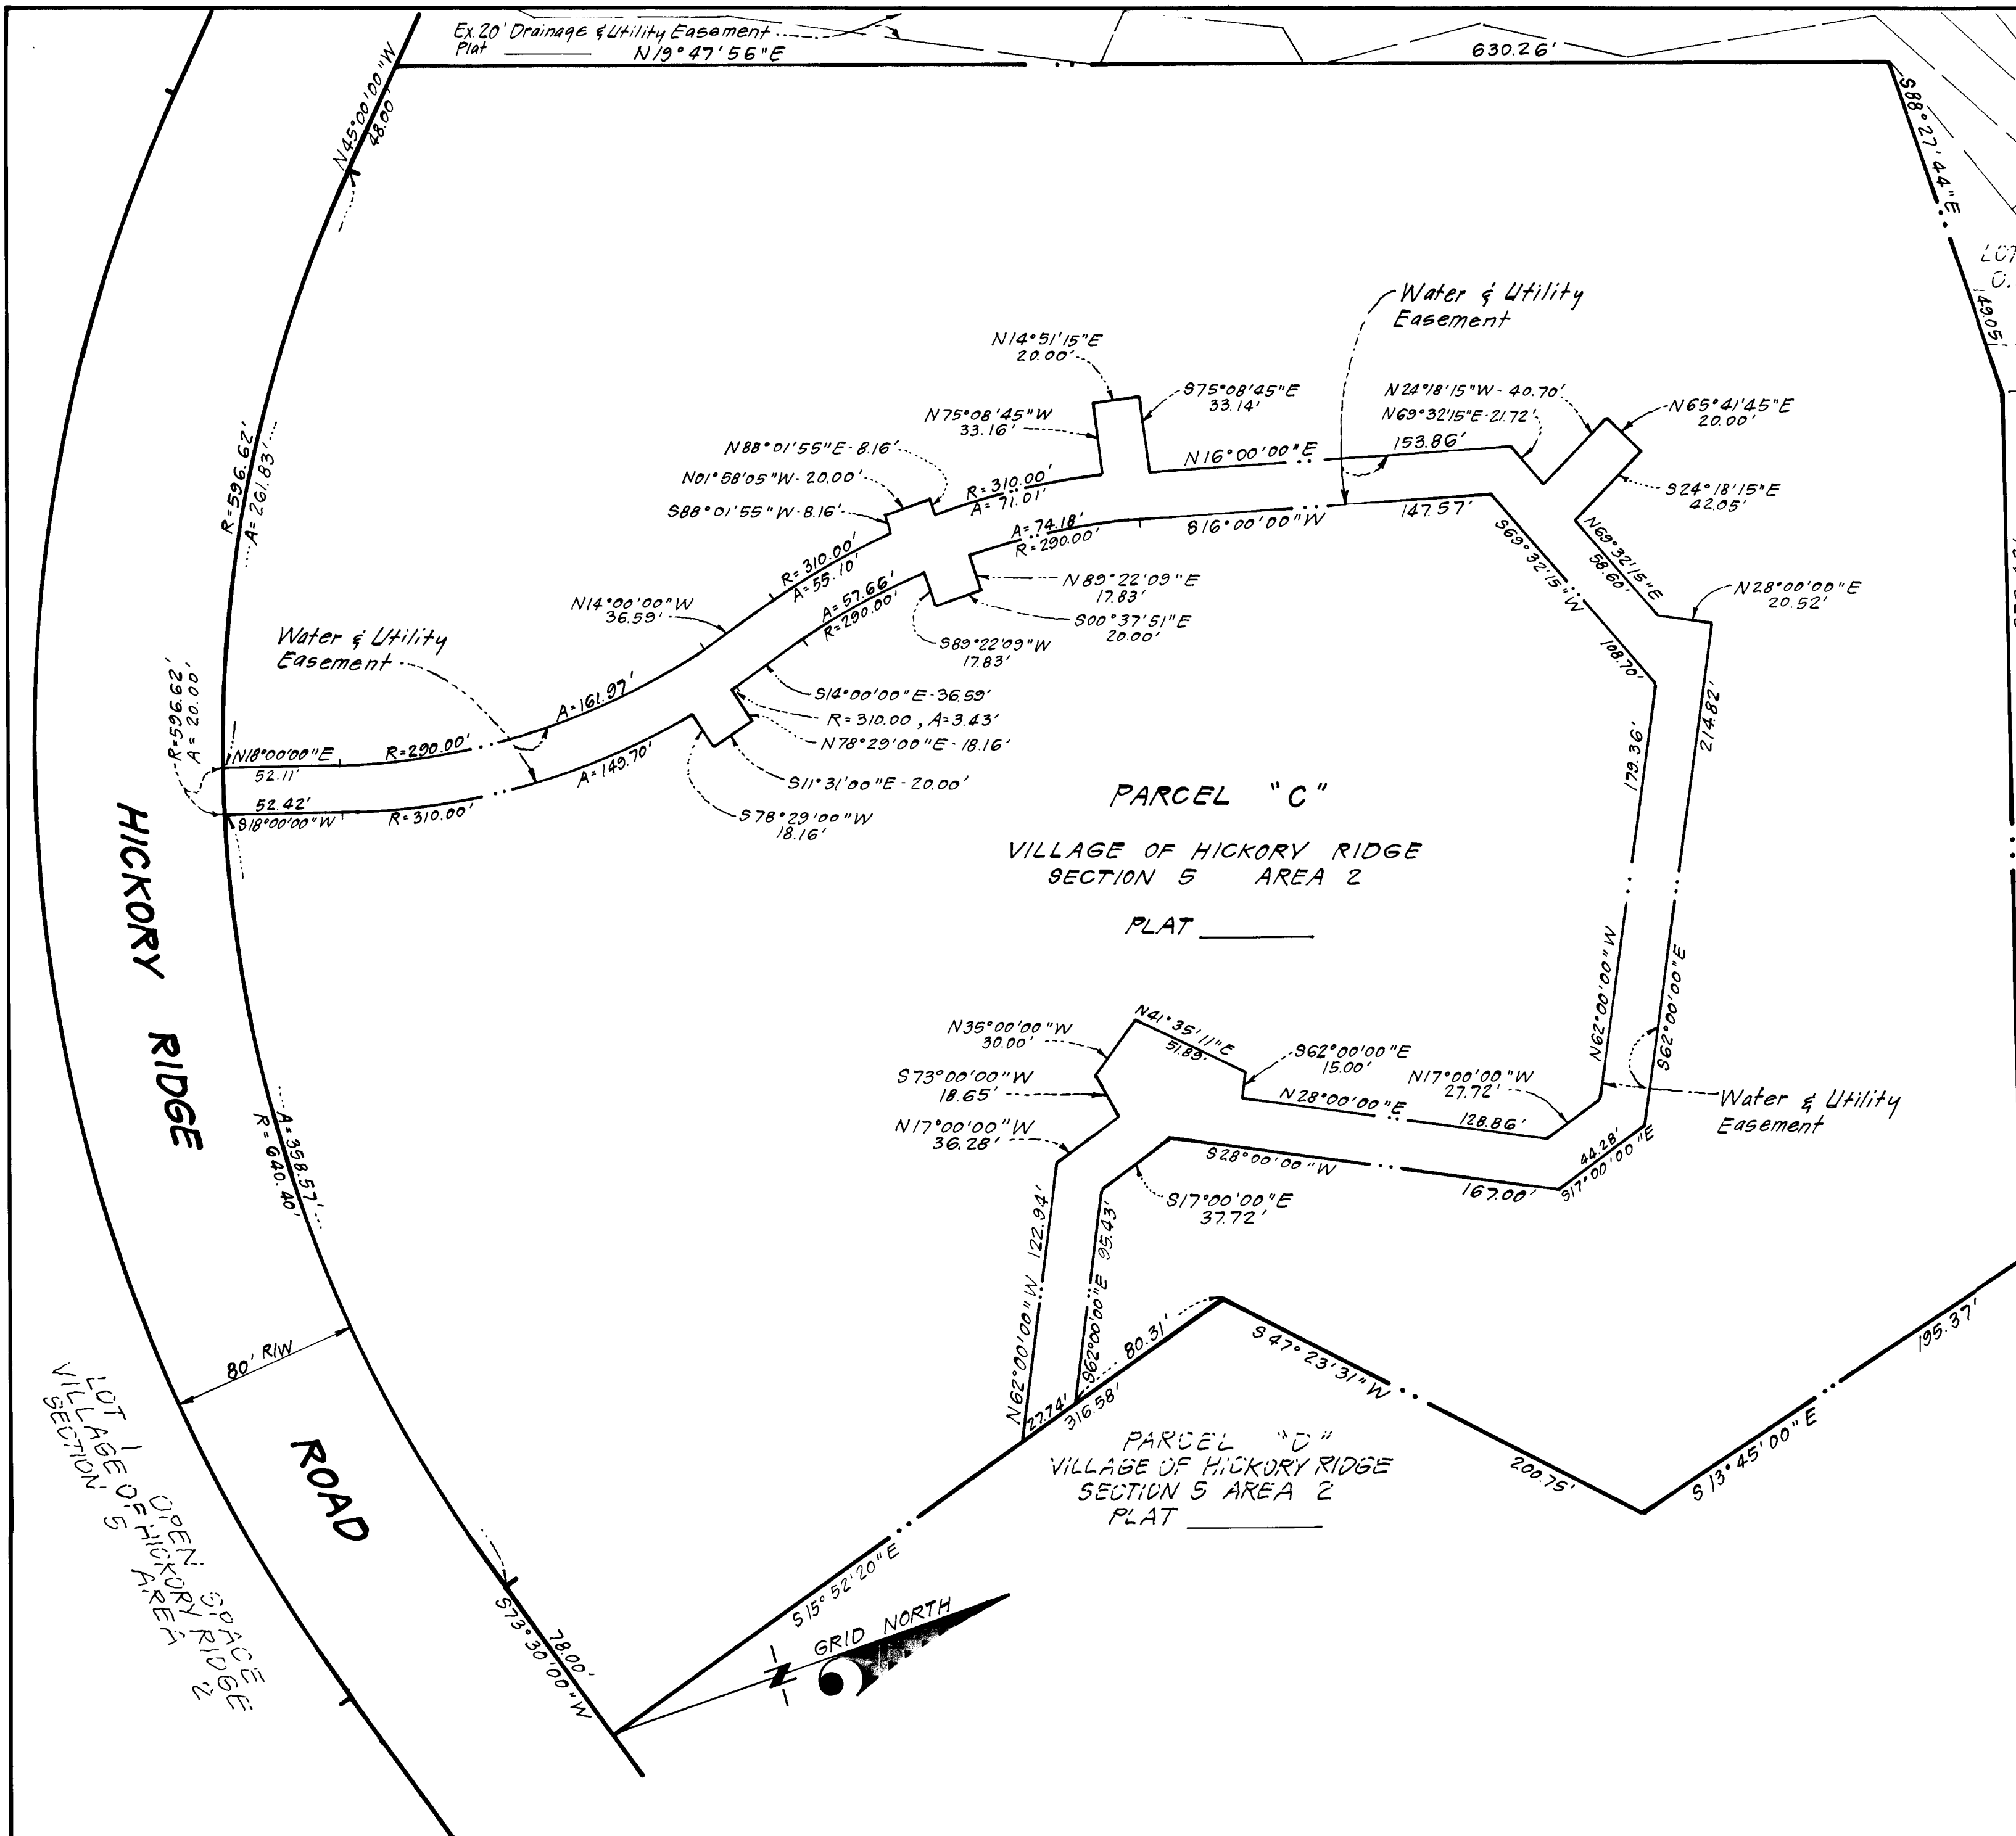 Ex. 20' Drainage & Utility Easement
Plat
N19°47'56"E
630.26'
N45°00'00"W
48.00'
S88°27'44"E
149.05'
LOT
O.
R=596.62'
A=261.83'
Water & Utility
Easement
N14°51'15"E
20.00'
S75°08'45"E
33.14'
N75°08'45"W
33.16'
N24°18'15"W - 40.70'
N69°32'15"E - 21.72'
N65°41'45"E
20.00'
N88°01'55"E - 8.16'
N01°58'05"W - 20.00'
S88°01'55"W - 8.16'
R=310.00'
A=71.01'
N16°00'00"E
153.86'
S24°18'15"E
42.05'
A=74.18'
R=290.00'
S16°00'00"W
147.57'
S69°32'15"W
108.70'
N69°32'15"E
58.60'
N28°00'00"E
20.52'
R=310.00'
A=55.10'
A=57.66'
R=290.00'
N89°22'09"E
17.83'
S00°37'51"E
20.00'
S89°22'09"W
17.83'
N14°00'00"W
36.59'
Water & Utility
Easement
R=596.62'
A=20.00'
N18°00'00"E
52.11'
R=290.00'
A=161.97'
52.42'
S18°00'00"W
R=310.00'
A=149.70'
S14°00'00"E - 36.59'
R=310.00, A=3.43'
N78°29'00"E - 18.16'
S11°31'00"E - 20.00'
S78°29'00"W
18.16'
179.36'
214.82'
PARCEL "C"
VILLAGE OF HICKORY RIDGE
SECTION 5 AREA 2
PLAT
HICKORY RIDGE ROAD
N62°00'00"W
S62°00'00"E
N35°00'00"W
30.00'
N41°35'11"E
51.89'
S62°00'00"E
15.00'
S73°00'00"W
18.65'
N17°00'00"W
27.72'
N28°00'00"E
128.86'
N17°00'00"W
36.28'
Water & Utility
Easement
S28°00'00"W
167.00'
44.28'
S17°00'00"E
S17°00'00"E
37.72'
A=358.57'
R=640.40'
N62°00'00"W 122.94'
S62°00'00"E 95.43'
80.31'
27.74'
316.58'
S47°23'31"W
200.75'
S13°45'00"E
195.37'
80' R/W
LOT 1 OPEN SPACE
VILLAGE OF HICKORY RIDGE
SECTION 5 AREA 2
PARCEL "D"
VILLAGE OF HICKORY RIDGE
SECTION 5 AREA 2
PLAT
S15°52'20"E
S73°30'00"W
78.00'
GRID NORTH
N